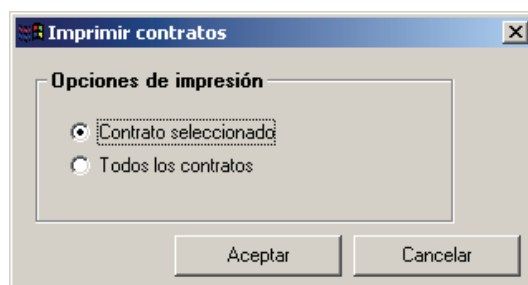 Imprimir contratos
Opciones de impresión
Contrato seleccionado
Todos los contratos
Aceptar Cancelar